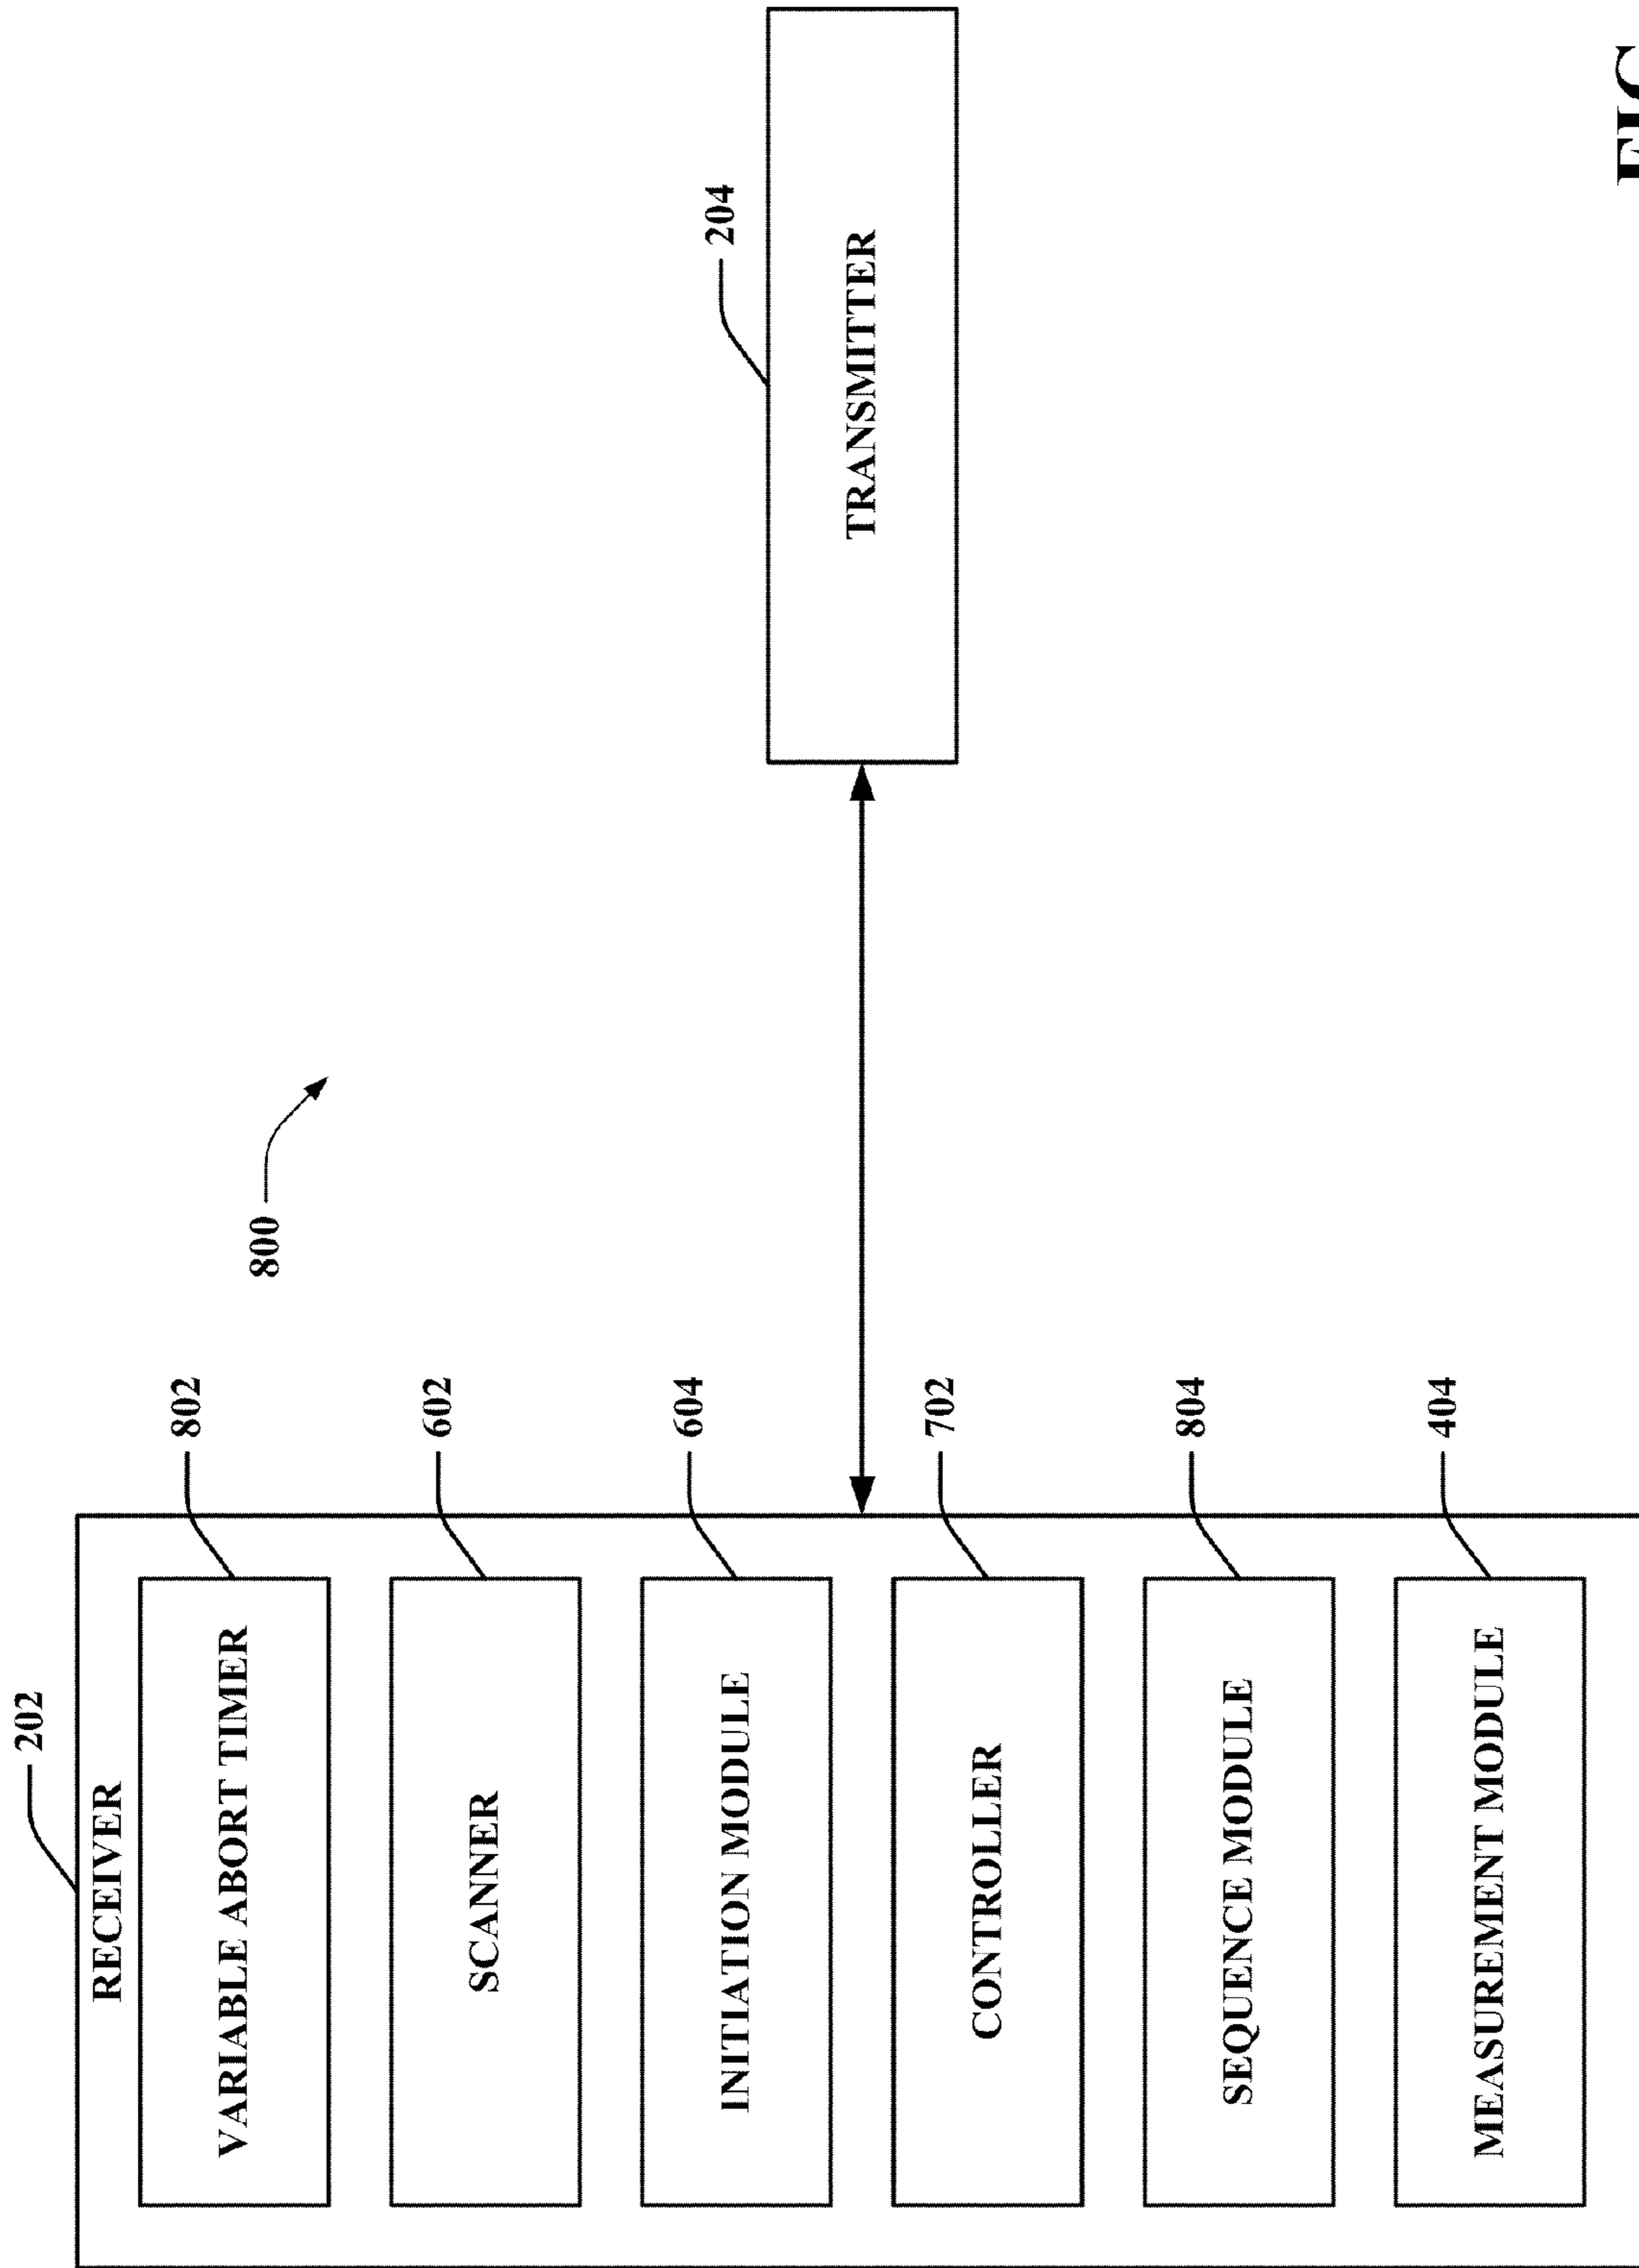 202
RECEIVER
VARIABLE ABORT TIMER
802
SCANNER
602
INITIATION MODULE
604
CONTROLLER
702
SEQUENCE MODULE
804
MEASUREMENT MODULE
404
800
204
TRANSMITTER
FIG